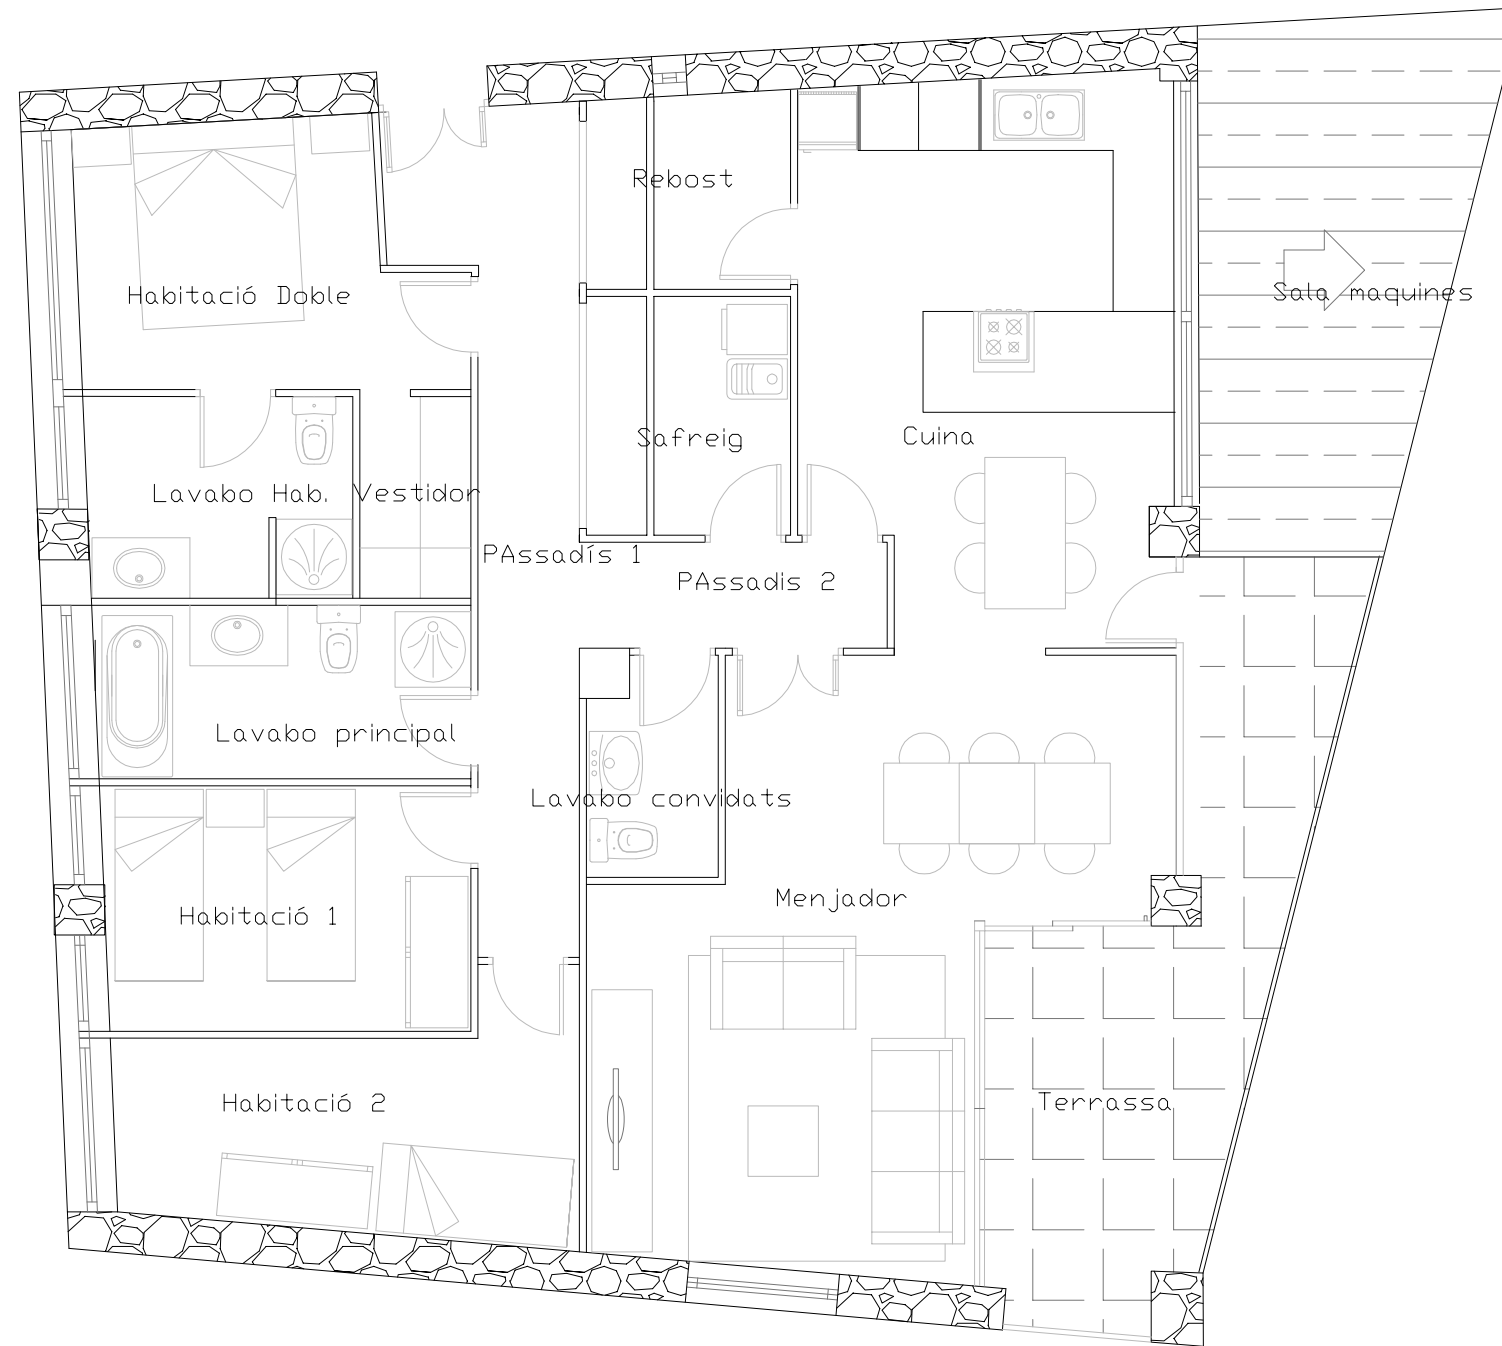 Rebost
Habitació Doble
Sala maquines
Safreig
Cuina
Lavabo Hab.
Vestidor
PAssadís 1
PAssadis 2
Lavabo principal
Lavabo convidats
Menjador
Habitació 1
Habitació 2
Terrassa